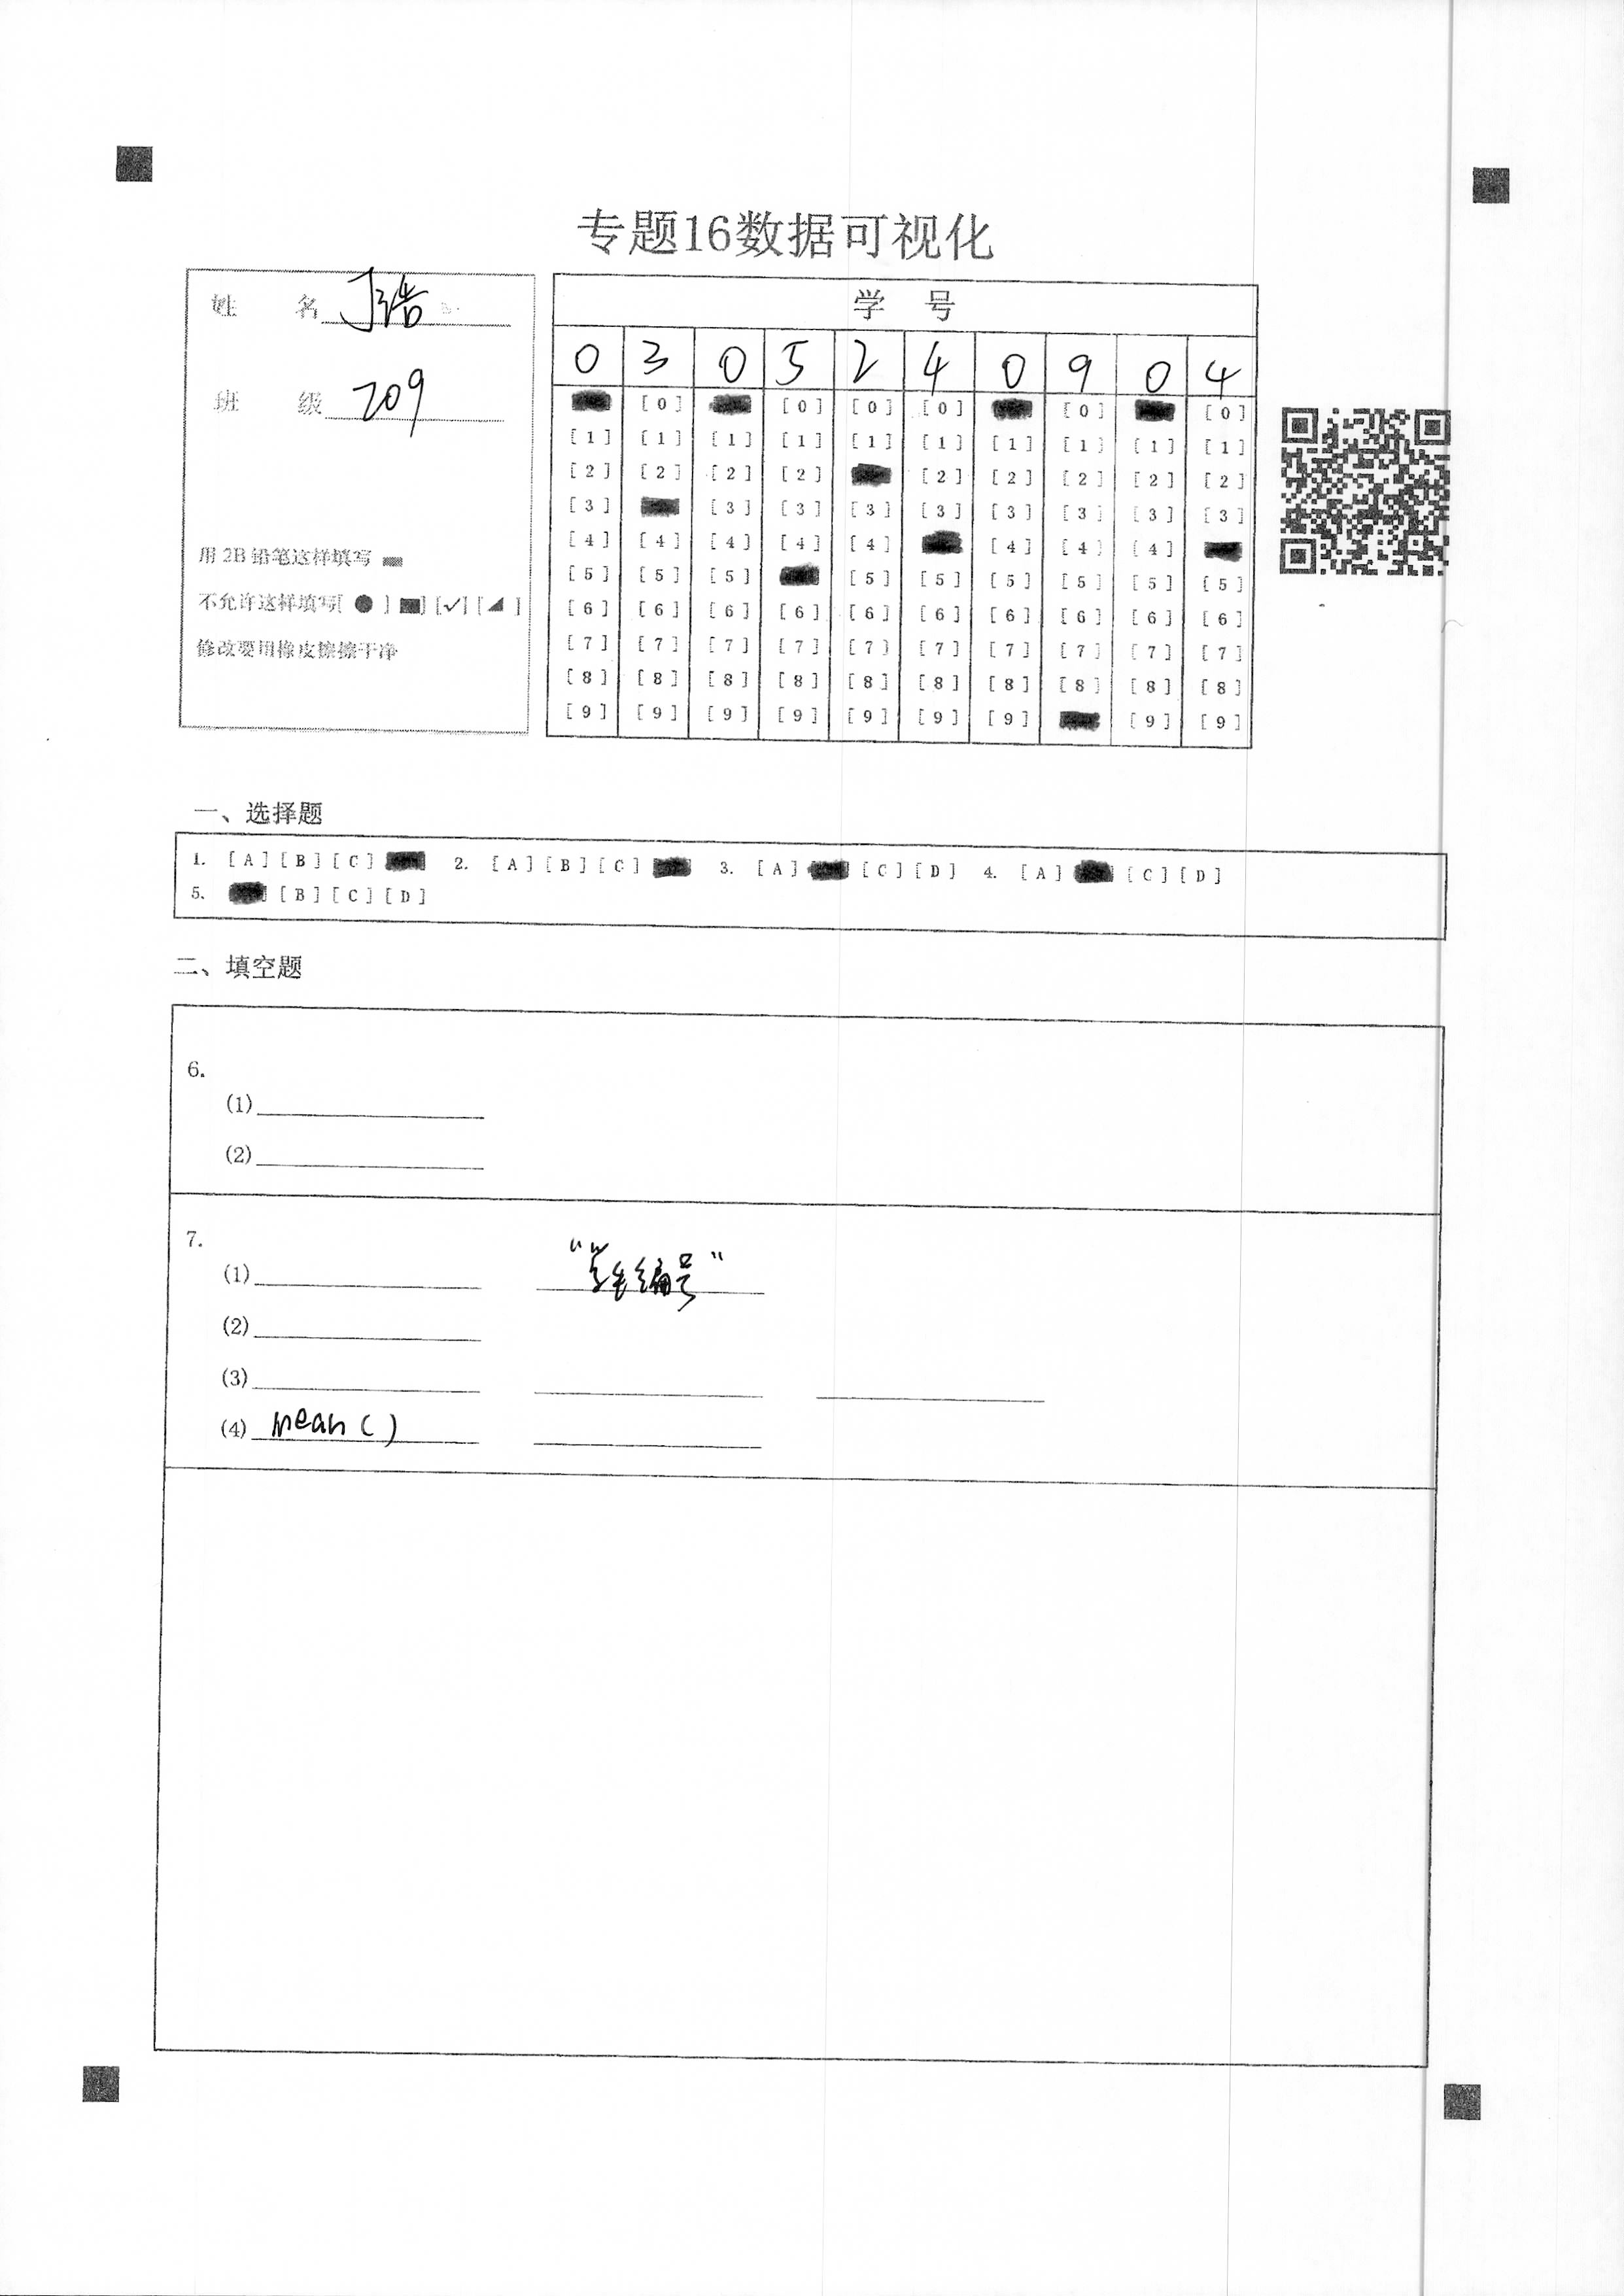 专题16数据可视化
姓 名 丁浩
班 级 209
用 2B 铅笔这样填写
不允许这样填写[ ● ] [■] [✓] [◢ ]
修改要用橡皮擦擦干净
学 号
0 3 0 5 2 4 0 9 0 4
[0] [0] [0] [0] [0] [0]
[1] [1] [1] [1] [1] [1] [1] [1] [1] [1]
[2] [2] [2] [2] [2] [2] [2] [2] [2]
[3] [3] [3] [3] [3] [3] [3] [3] [3]
[4] [4] [4] [4] [4] [4] [4] [4]
[5] [5] [5] [5] [5] [5] [5] [5] [5]
[6] [6] [6] [6] [6] [6] [6] [6] [6] [6]
[7] [7] [7] [7] [7] [7] [7] [7] [7] [7]
[8] [8] [8] [8] [8] [8] [8] [8] [8] [8]
[9] [9] [9] [9] [9] [9] [9] [9] [9]
一、选择题
1. [A] [B] [C] 2. [A] [B] [C] 3. [A] [C] [D] 4. [A] [C] [D]
5. [B] [C] [D]
二、填空题
6.
(1)
(2)
7.
(1) "学生编号"
(2)
(3)
(4) mean()